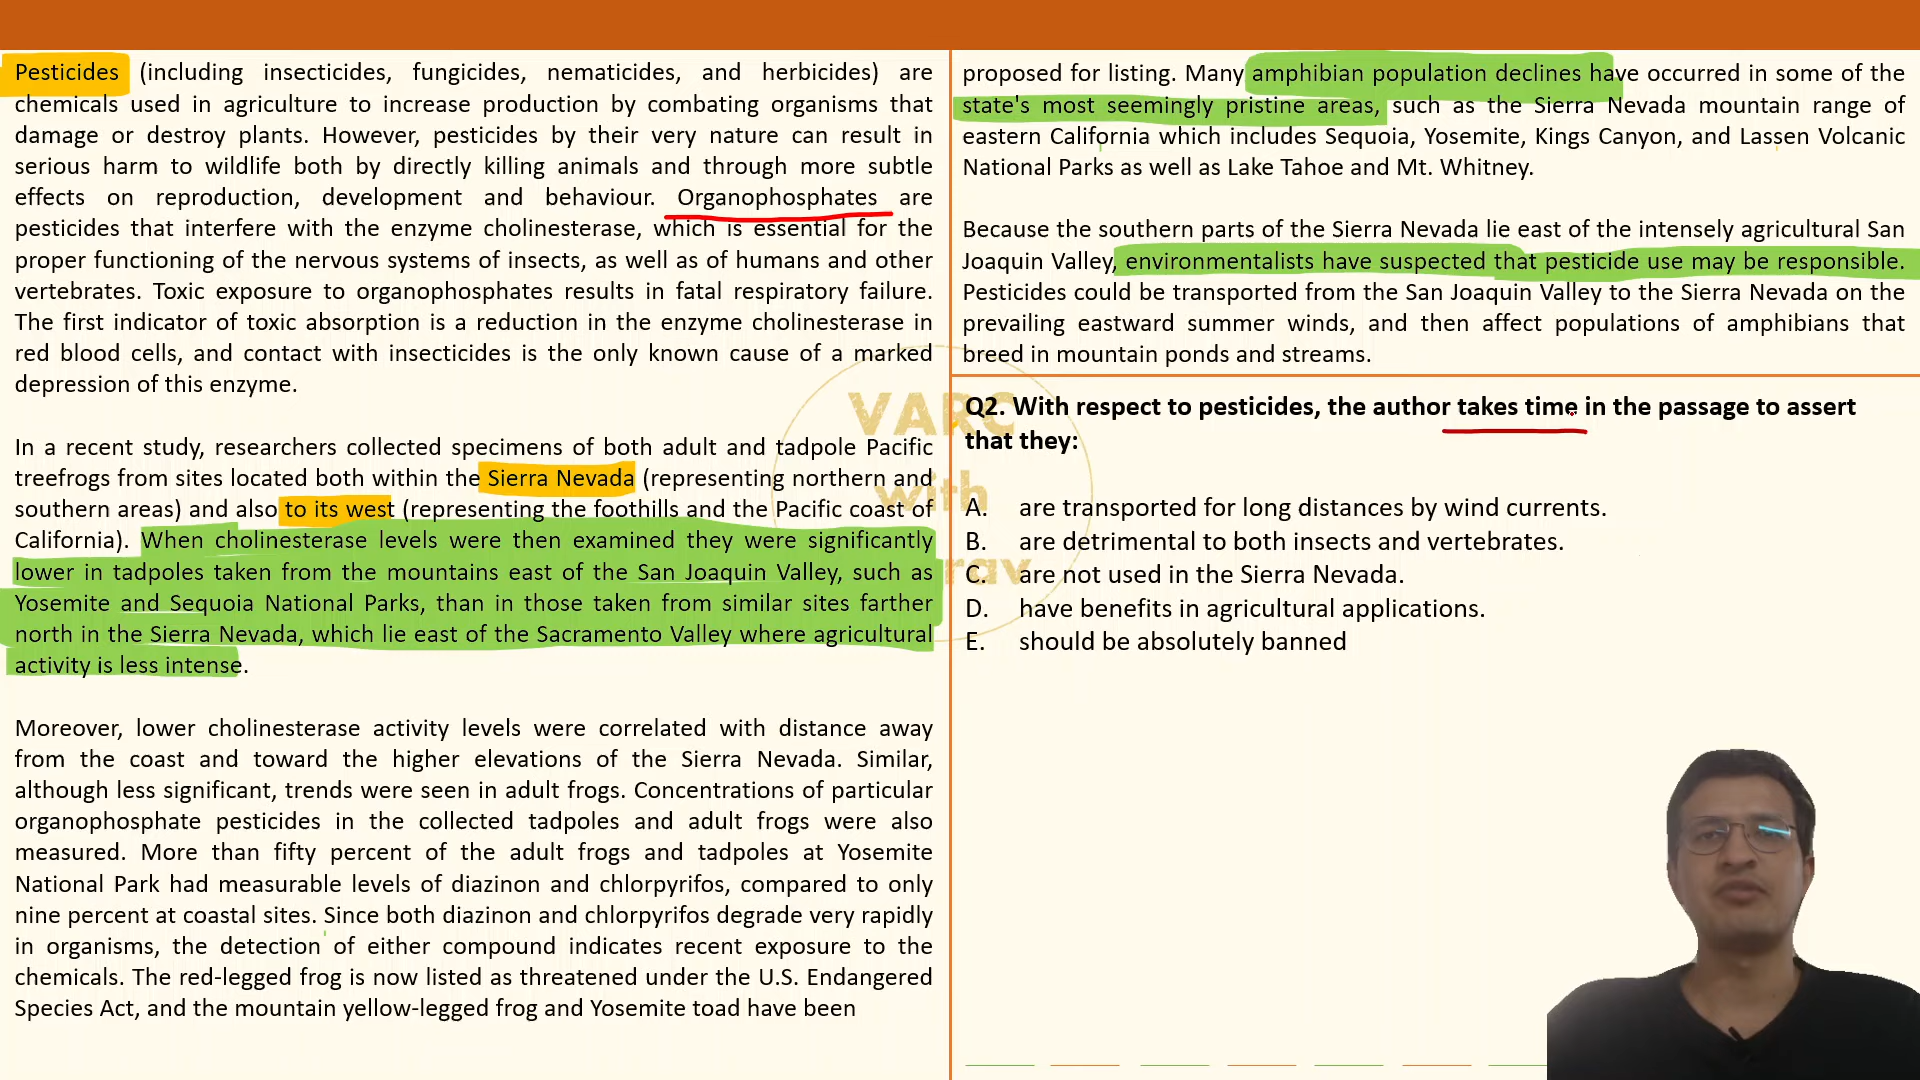 Pesticides (including insecticides, fungicides, nematicides, and herbicides) are
chemicals used in agriculture to increase production by combating organisms that
damage or destroy plants. However, pesticides by their very nature can result in
serious harm to wildlife both by directly killing animals and through more subtle
effects on reproduction, development and behaviour. Organophosphates are
pesticides that interfere with the enzyme cholinesterase, which is essential for the
proper functioning of the nervous systems of insects, as well as of humans and other
vertebrates. Toxic exposure to organophosphates results in fatal respiratory failure.
The first indicator of toxic absorption is a reduction in the enzyme cholinesterase in
red blood cells, and contact with insecticides is the only known cause of a marked
depression of this enzyme.
In a recent study, researchers collected specimens of both adult and tadpole Pacific
treefrogs from sites located both within the Sierra Nevada (representing northern and
southern areas) and also to its west (representing the foothills and the Pacific coast of
California). When cholinesterase levels were then examined they were significantly
lower in tadpoles taken from the mountains east of the San Joaquin Valley, such as
Yosemite and Sequoia National Parks, than in those taken from similar sites farther
north in the Sierra Nevada, which lie east of the Sacramento Valley where agricultural
activity is less intense.
Moreover, lower cholinesterase activity levels were correlated with distance away
from the coast and toward the higher elevations of the Sierra Nevada. Similar,
although less significant, trends were seen in adult frogs. Concentrations of particular
organophosphate pesticides in the collected tadpoles and adult frogs were also
measured. More than fifty percent of the adult frogs and tadpoles at Yosemite
National Park had measurable levels of diazinon and chlorpyrifos, compared to only
nine percent at coastal sites. Since both diazinon and chlorpyrifos degrade very rapidly
in organisms, the detection of either compound indicates recent exposure to the
chemicals. The red-legged frog is now listed as threatened under the U.S. Endangered
Species Act, and the mountain yellow-legged frog and Yosemite toad have been
proposed for listing. Many amphibian population declines have occurred in some of the
state's most seemingly pristine areas, such as the Sierra Nevada mountain range of
eastern California which includes Sequoia, Yosemite, Kings Canyon, and Lassen Volcanic
National Parks as well as Lake Tahoe and Mt. Whitney.
Because the southern parts of the Sierra Nevada lie east of the intensely agricultural San
Joaquin Valley, environmentalists have suspected that pesticide use may be responsible.
Pesticides could be transported from the San Joaquin Valley to the Sierra Nevada on the
prevailing eastward summer winds, and then affect populations of amphibians that
breed in mountain ponds and streams.
VARC
with
Q2. With respect to pesticides, the author takes time in the passage to assert
that they:
A. are transported for long distances by wind currents.
B. are detrimental to both insects and vertebrates.
C. are not used in the Sierra Nevada.
D. have benefits in agricultural applications.
E. should be absolutely banned